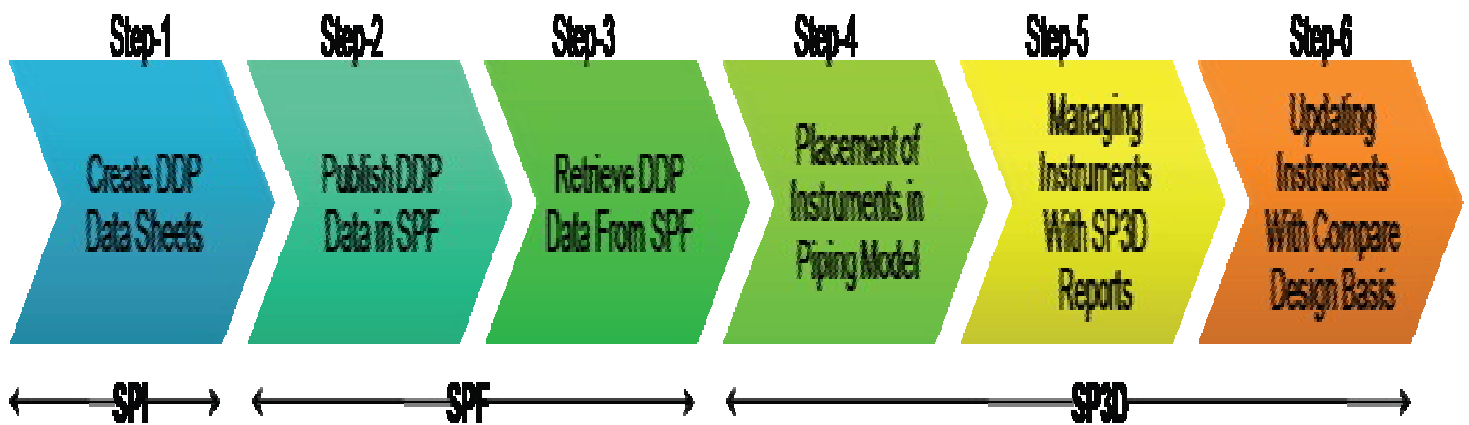 Step-1
Step-2
Step-3
Step-4
Step-5
Step-6
Create DDP
Data Sheets
Publish DDP
Data in SPF
Retrieve DDP
Data From SPF
Placement of
Instruments in
Piping Model
Managing
Instruments
With SP3D
Reports
Updating
Instruments
With Compare
Design Basis
SPI
SPF
SP3D